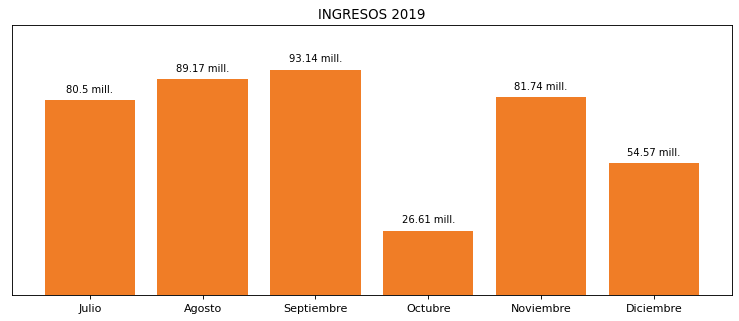 INGRESOS 2019
80.5 mill.
89.17 mill.
93.14 mill.
26.61 mill.
81.74 mill.
54.57 mill.
Julio
Agosto
Septiembre
Octubre
Noviembre
Diciembre